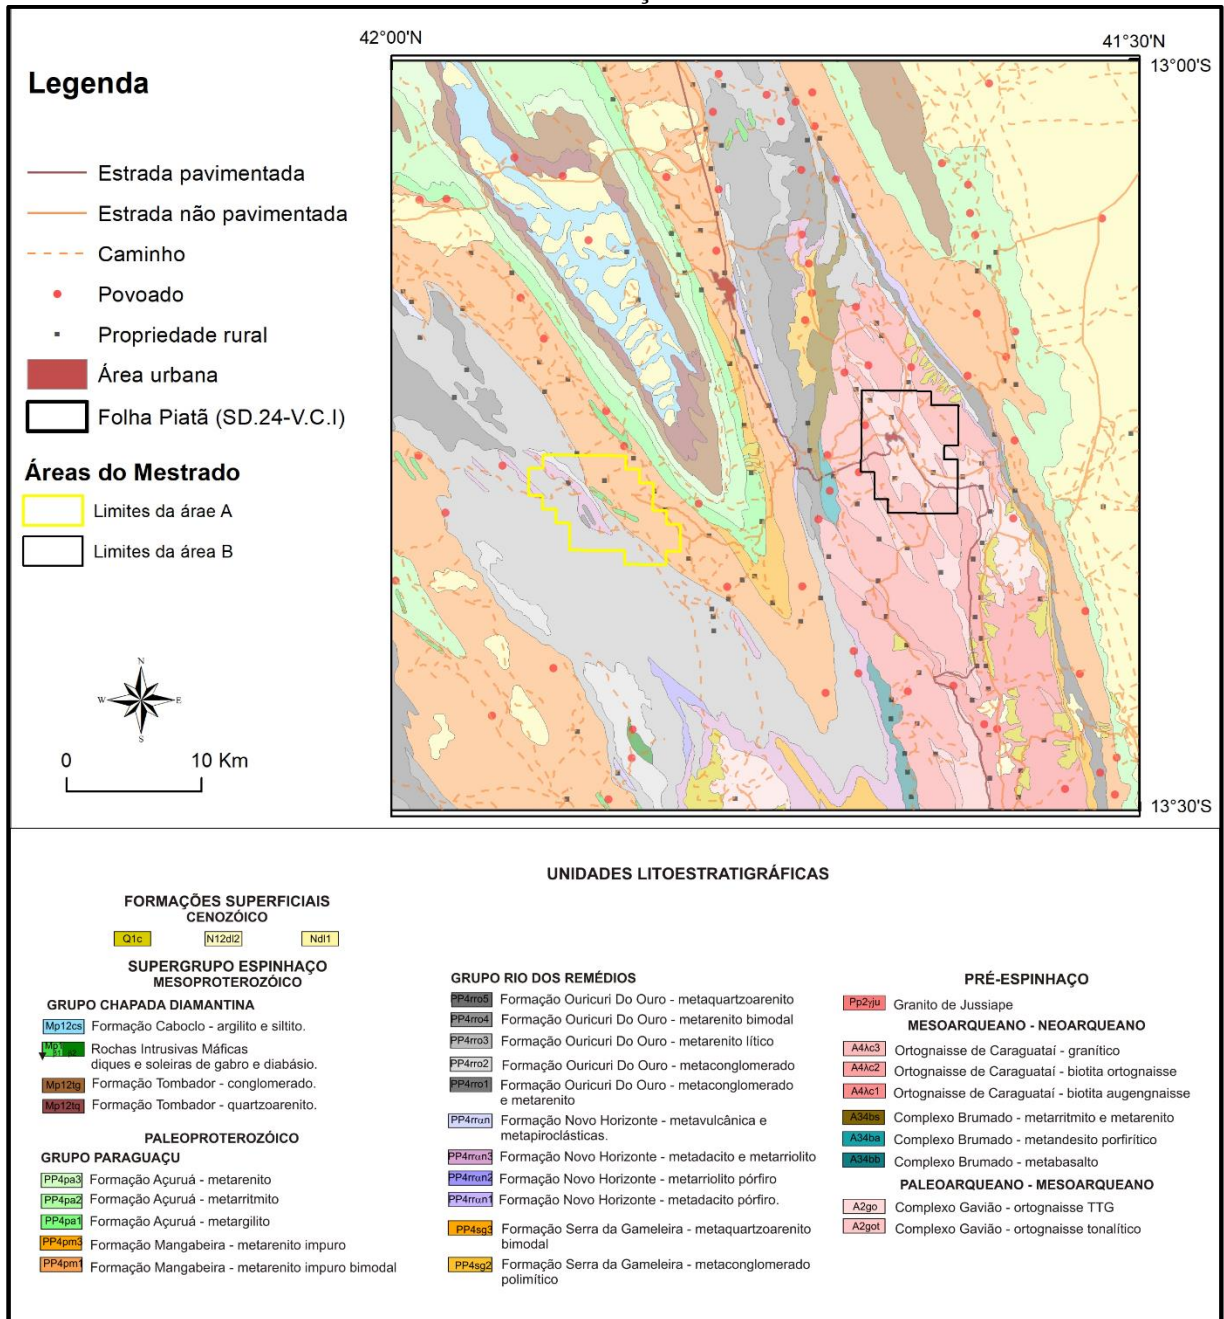 42°00'N
41°30'N
13°00'S
Legenda
Estrada pavimentada
Estrada não pavimentada
Caminho
Povoado
Propriedade rural
Área urbana
Folha Piatã (SD.24-V.C.I)
Áreas do Mestrado
Limites da árae A
Limites da área B
N
W
E
S
0 10 Km
13°30'S
UNIDADES LITOESTRATIGRÁFICAS
FORMAÇÕES SUPERFICIAIS
CENOZÓICO
Q1c N12dl2 Ndl1
SUPERGRUPO ESPINHAÇO
MESOPROTEROZÓICO
GRUPO CHAPADA DIAMANTINA
Mp12cs Formação Caboclo - argilito e siltito.
Rochas Intrusivas Máficas
diques e soleiras de gabro e diabásio.
Mp12tg Formação Tombador - conglomerado.
Mp12tq Formação Tombador - quartzoarenito.
PALEOPROTEROZÓICO
GRUPO PARAGUAÇU
PP4pa3 Formação Açuruá - metarenito
PP4pa2 Formação Açuruá - metarritmito
PP4pa1 Formação Açuruá - metargilito
PP4pm3 Formação Mangabeira - metarenito impuro
PP4pm1 Formação Mangabeira - metarenito impuro bimodal
GRUPO RIO DOS REMÉDIOS
PP4rro5 Formação Ouricuri Do Ouro - metaquartzoarenito
PP4rro4 Formação Ouricuri Do Ouro - metarenito bimodal
PP4rro3 Formação Ouricuri Do Ouro - metarenito lítico
PP4rro2 Formação Ouricuri Do Ouro - metaconglomerado
PP4rro1 Formação Ouricuri Do Ouro - metaconglomerado
e metarenito
PP4rrαn Formação Novo Horizonte - metavulcânica e
metapiroclásticas.
PP4rrαn3 Formação Novo Horizonte - metadacito e metarriolito
PP4rrαn2 Formação Novo Horizonte - metarriolito pórfiro
PP4rrαn1 Formação Novo Horizonte - metadacito pórfiro.
PP4sg3 Formação Serra da Gameleira - metaquartzoarenito
bimodal
PP4sg2 Formação Serra da Gameleira - metaconglomerado
polimítico
PRÉ-ESPINHAÇO
Pp2γju Granito de Jussiape
MESOARQUEANO - NEOARQUEANO
A4λc3 Ortognaisse de Caraguataí - granítico
A4λc2 Ortognaisse de Caraguataí - biotita ortognaisse
A4λc1 Ortognaisse de Caraguataí - biotita augengnaisse
A34bs Complexo Brumado - metarritmito e metarenito
A34ba Complexo Brumado - metandesito porfirítico
A34bb Complexo Brumado - metabasalto
PALEOARQUEANO - MESOARQUEANO
A2go Complexo Gavião - ortognaisse TTG
A2got Complexo Gavião - ortognaisse tonalítico